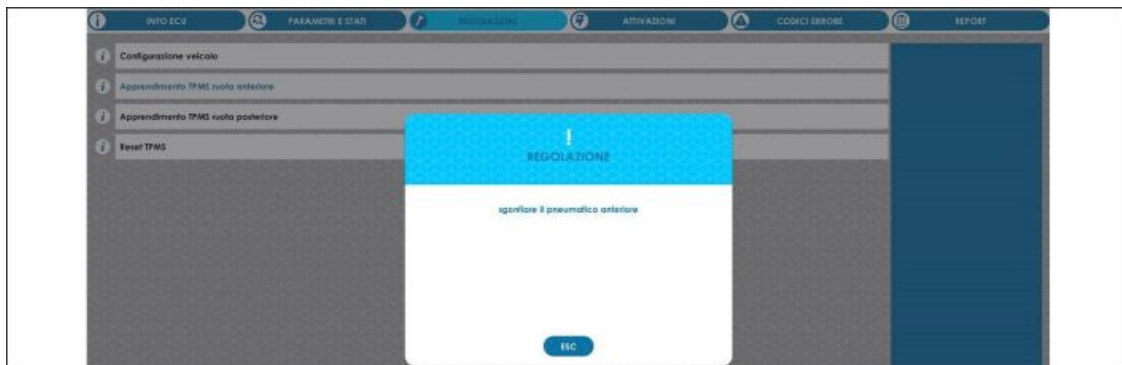 INFO ECU
PARAMETRI E STATI
REGOLAZIONI
ATTIVAZIONI
CODICI ERRORE
REPORT
Configurazione veicolo
Apprendimento TPMS ruota anteriore
Apprendimento TPMS ruota posteriore
Reset TPMS
!
REGOLAZIONE
sgonfiare il pneumatico anteriore
ESC